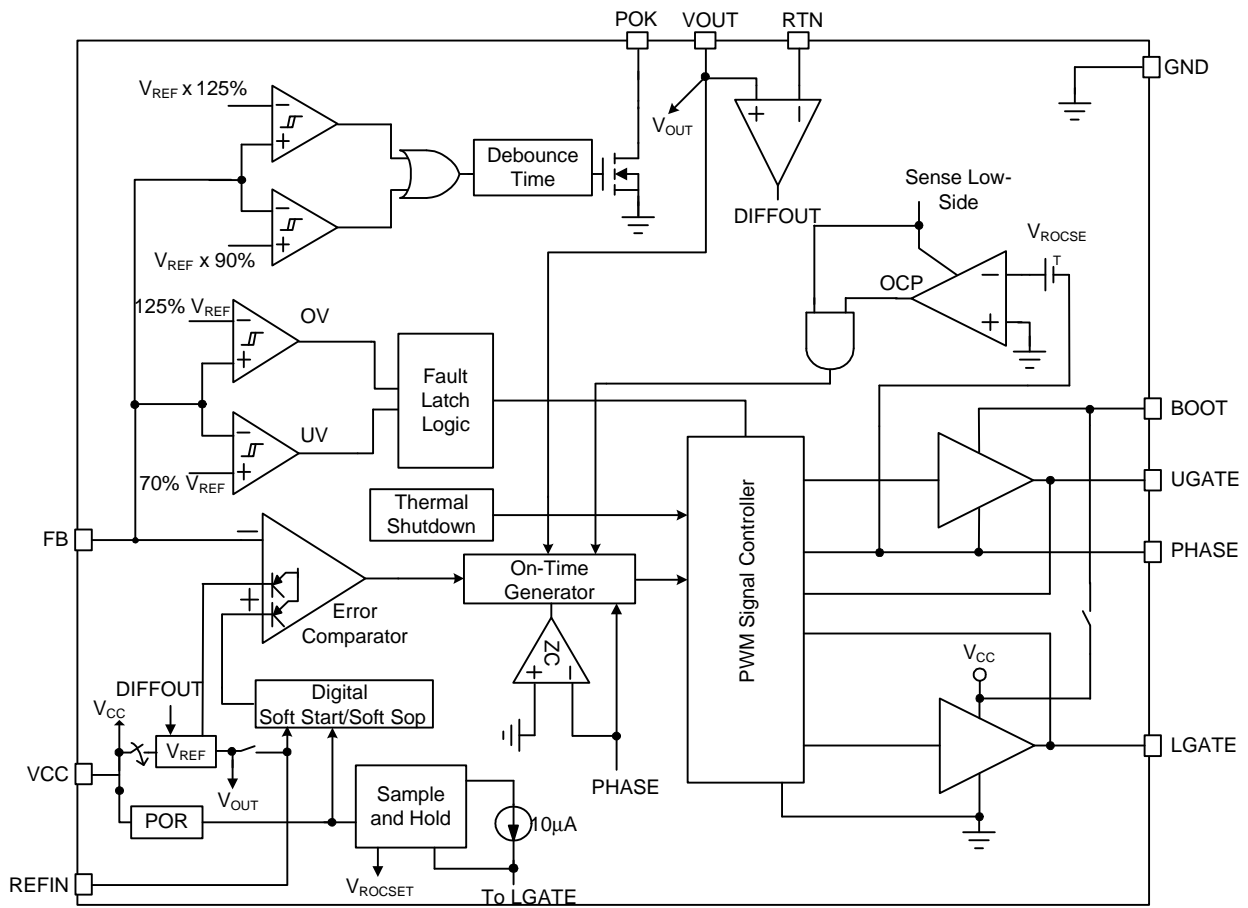 POK VOUT RTN
GND
VREF x 125%
−
+
Debounce
Time
VOUT
+ −
DIFFOUT
−
+
VREF x 90%
Sense Low-
Side
VROCSE
T
OCP
−
+
125% VREF
OV
−
+
Fault
Latch
Logic
UV
−
+
70% VREF
BOOT
UGATE
PHASE
Thermal
Shutdown
FB
−
+
Error
Comparator
On-Time
Generator
ZC
+ −
PWM Signal Controller
VCC
LGATE
DIFFOUT
VCC
VREF
Digital
Soft Start/Soft Sop
VCC
VOUT
PHASE
POR
Sample
and Hold
10μA
REFIN
VROCSET
To LGATE